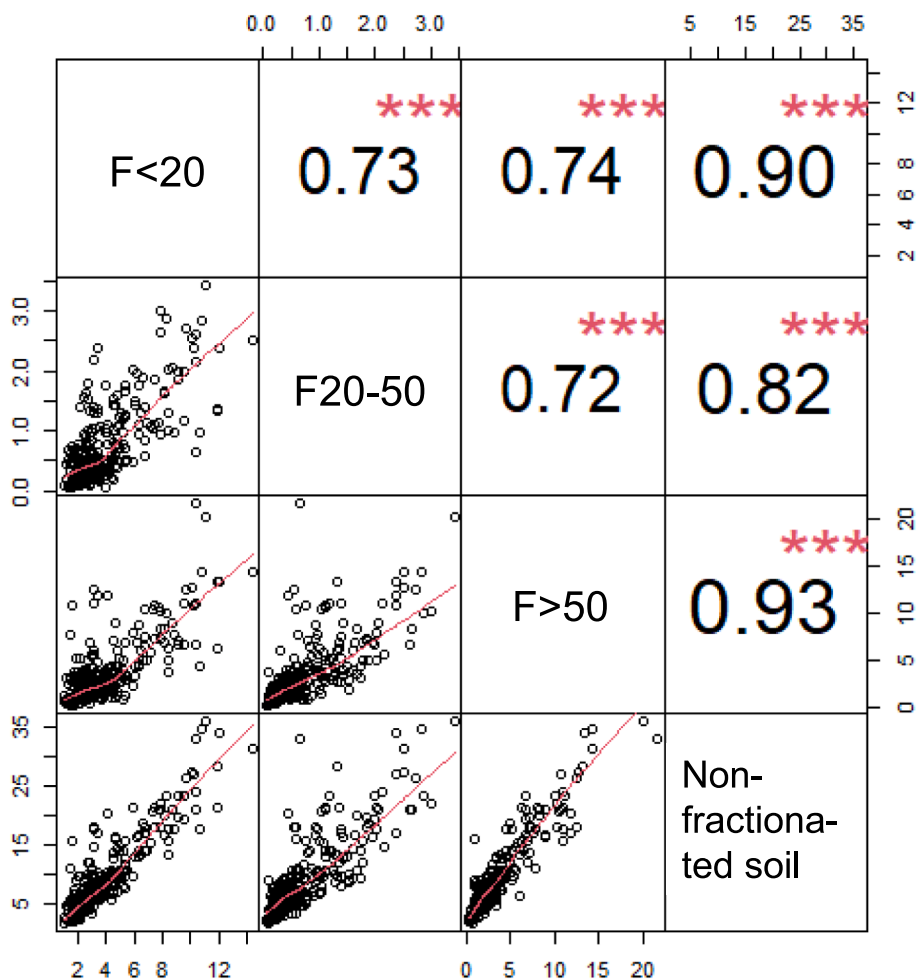 0.0 1.0 2.0 3.0 5 15 25 35
F<20
***
0.73
***
0.74
***
0.90
2 4 6 8 12
0.0 1.0 2.0 3.0
F20-50
***
0.72
***
0.82
F>50
***
0.93
0 5 10 15 20
5 15 25 35
Non-
fractiona-
ted soil
2 4 6 8 12 0 5 10 15 20